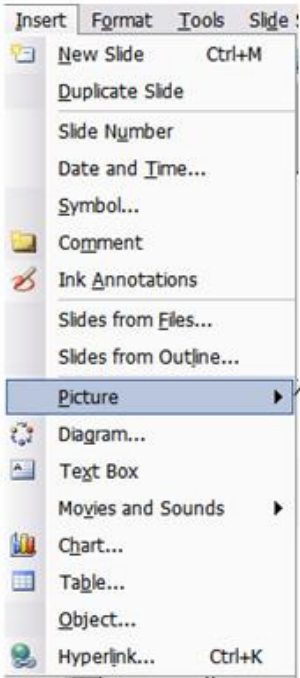 Insert Format Tools Slide
New Slide Ctrl+M
Duplicate Slide
Slide Number
Date and Time...
Symbol...
Comment
Ink Annotations
Slides from Files...
Slides from Outline...
Picture
Diagram...
Text Box
Movies and Sounds
Chart...
Table...
Object...
Hyperlink... Ctrl+K